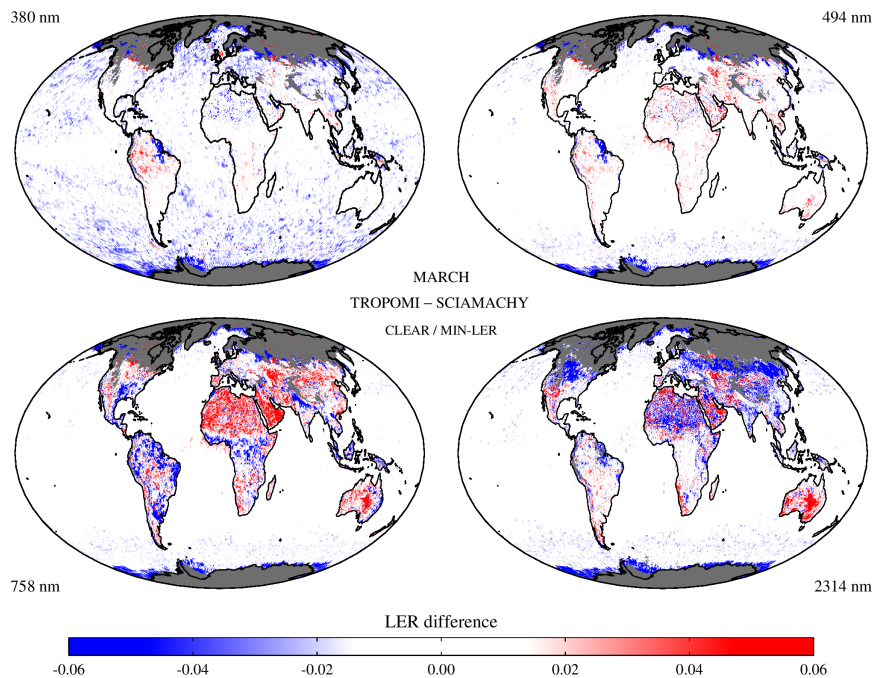 380 nm
494 nm
MARCH
TROPOMI – SCIAMACHY
CLEAR / MIN-LER
758 nm
2314 nm
LER difference
-0.06 -0.04 -0.02 0.00 0.02 0.04 0.06